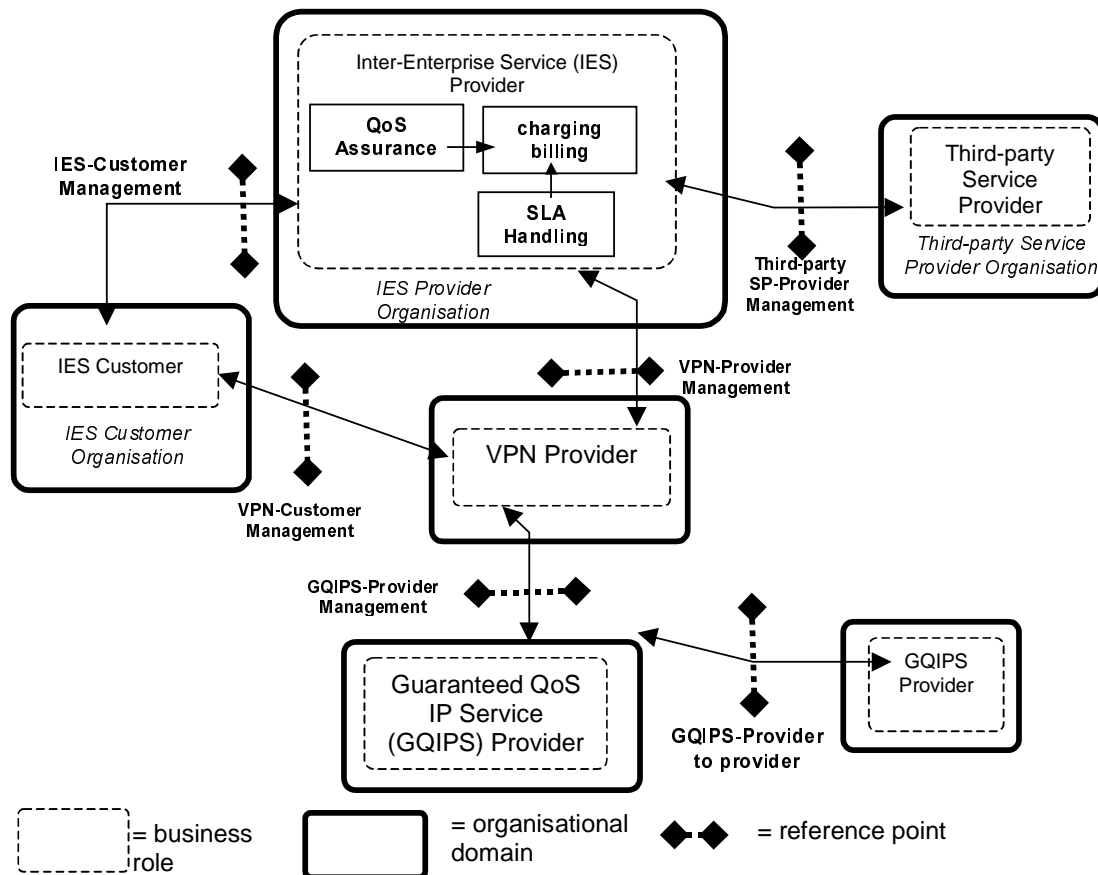 Inter-Enterprise Service (IES)
Provider
QoS
Assurance
charging
billing
SLA
Handling
IES Provider
Organisation
IES-Customer
Management
Third-party
Service
Provider
Third-party Service
Provider Organisation
Third-party
SP-Provider
Management
IES Customer
IES Customer
Organisation
VPN-Provider
Management
VPN-Customer
Management
VPN Provider
GQIPS-Provider
Management
Guaranteed QoS
IP Service
(GQIPS) Provider
GQIPS-Provider
to provider
GQIPS
Provider
= business
role
= organisational
domain
= reference point